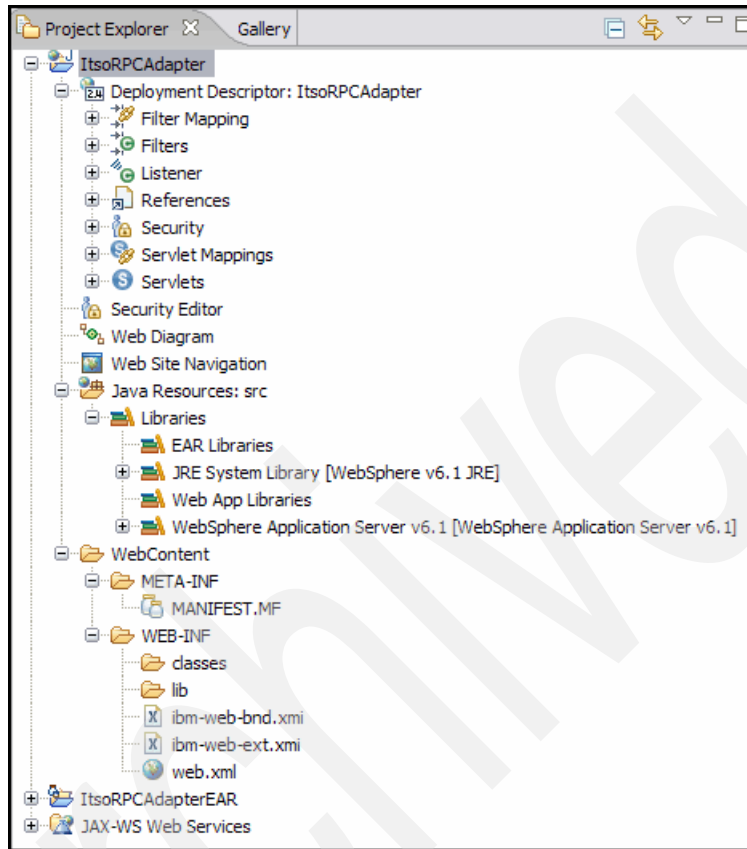 Project Explorer Gallery
ItsoRPCAdapter
2.4 Deployment Descriptor: ItsoRPCAdapter
Filter Mapping
Filters
Listener
References
Security
Servlet Mappings
Servlets
Security Editor
Web Diagram
Web Site Navigation
Java Resources: src
Libraries
EAR Libraries
JRE System Library [WebSphere v6.1 JRE]
Web App Libraries
WebSphere Application Server v6.1 [WebSphere Application Server v6.1]
WebContent
META-INF
MANIFEST.MF
WEB-INF
classes
lib
ibm-web-bnd.xmi
ibm-web-ext.xmi
web.xml
ItsoRPCAdapterEAR
JAX-WS Web Services